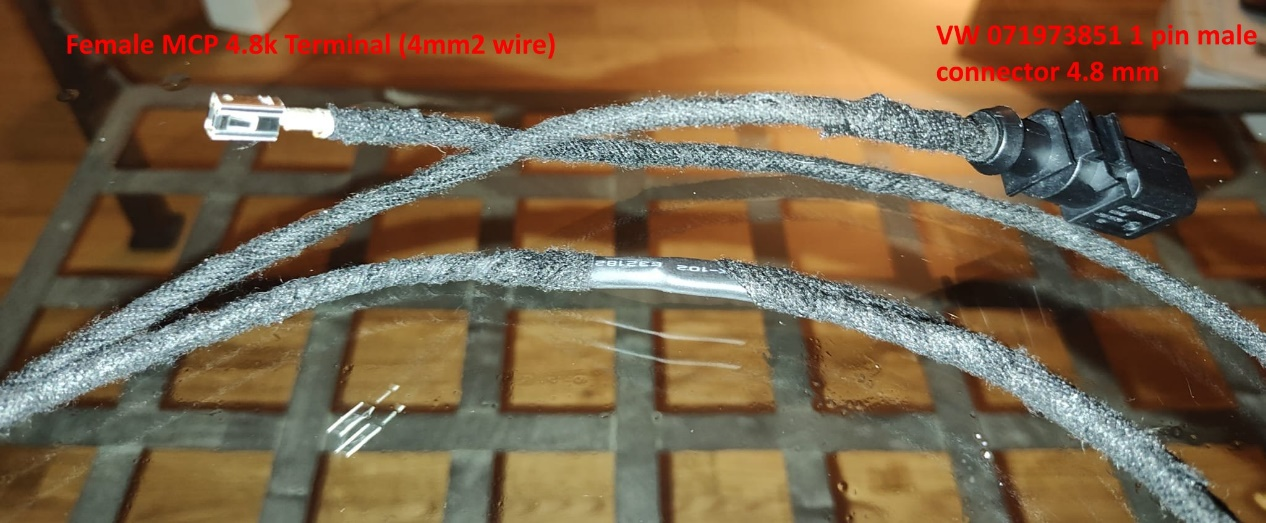 Female MCP 4.8k Terminal (4mm2 wire)
VW 071973851 1 pin male
connector 4.8 mm